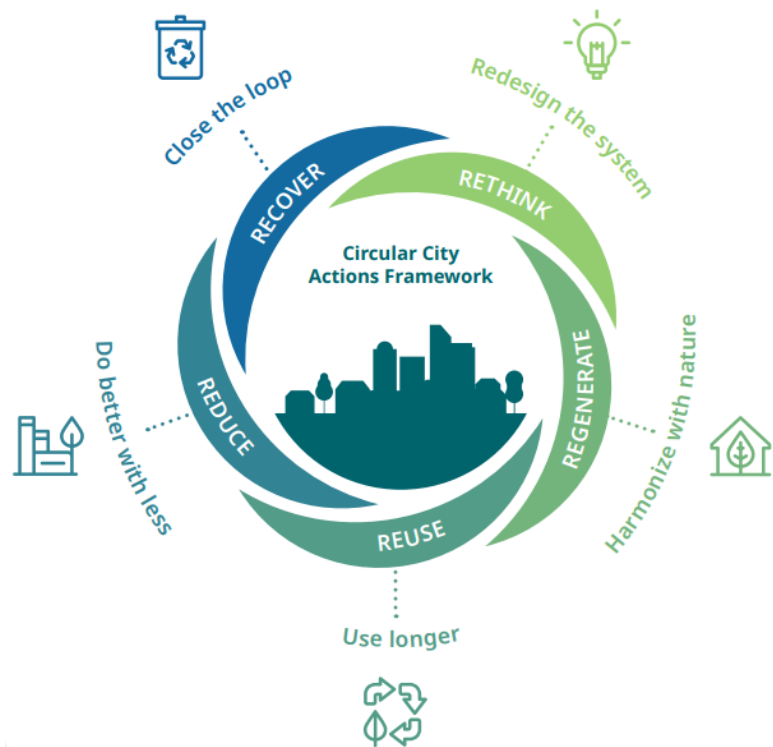 Circular City
Actions Framework
RETHINK
Redesign the system
REGENERATE
Harmonize with nature
REUSE
Use longer
REDUCE
Do better with less
RECOVER
Close the loop